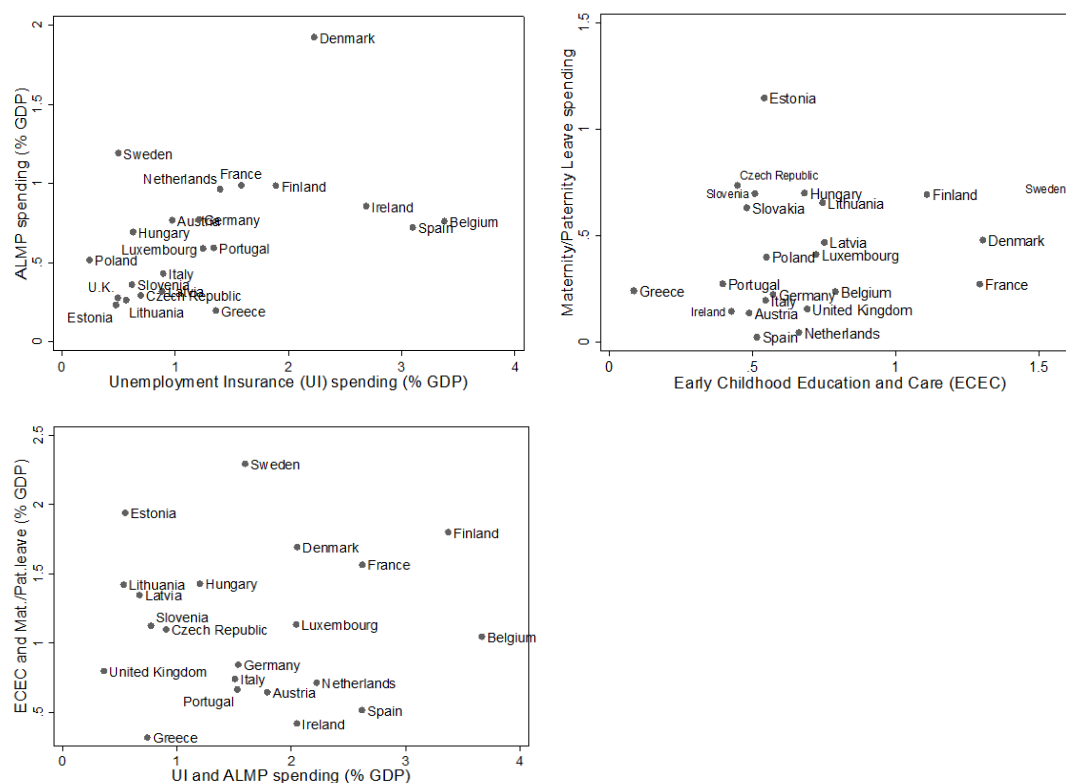 ALMP spending (% GDP)
2
1.5
1
.5
0
Denmark
Sweden
France
Netherlands
Finland
Ireland
Belgium
Spain
Austria
Germany
Hungary
Luxembourg
Portugal
Poland
Italy
Slovenia
U.K.
Latvia
Czech Republic
Estonia
Lithuania
Greece
0 1 2 3 4
Unemployment Insurance (UI) spending (% GDP)
Maternity/Paternity Leave spending
1.5
1
.5
0
Estonia
Czech Republic
Slovenia
Hungary
Finland
Sweden
Slovakia
Lithuania
Latvia
Denmark
Poland
Luxembourg
Portugal
France
Greece
Germany
Belgium
Italy
Ireland
Austria
United Kingdom
Spain
Netherlands
0 .5 1 1.5
Early Childhood Education and Care (ECEC)
ECEC and Mat./Pat.leave (% GDP)
2.5
2
1.5
1
.5
Sweden
Estonia
Finland
Denmark
France
Lithuania
Hungary
Latvia
Slovenia
Czech Republic
Luxembourg
Belgium
United Kingdom
Germany
Italy
Netherlands
Portugal
Austria
Spain
Ireland
Greece
0 1 2 3 4
UI and ALMP spending (% GDP)